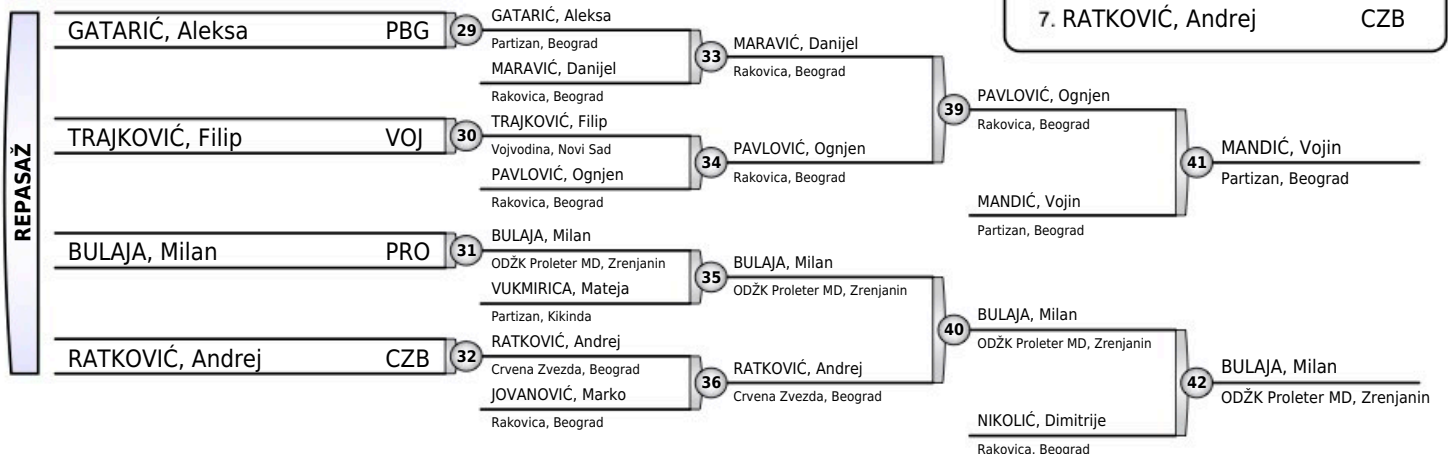 7. RATKOVIĆ, Andrej CZB
REPASAŽ
GATARIĆ, Aleksa PBG
29
GATARIĆ, Aleksa
Partizan, Beograd
MARAVIĆ, Danijel
Rakovica, Beograd
33
MARAVIĆ, Danijel
Rakovica, Beograd
TRAJKOVIĆ, Filip VOJ
30
TRAJKOVIĆ, Filip
Vojvodina, Novi Sad
PAVLOVIĆ, Ognjen
Rakovica, Beograd
34
PAVLOVIĆ, Ognjen
Rakovica, Beograd
39
PAVLOVIĆ, Ognjen
Rakovica, Beograd
MANDIĆ, Vojin
Partizan, Beograd
41
MANDIĆ, Vojin
Partizan, Beograd
BULAJA, Milan PRO
31
BULAJA, Milan
ODŽK Proleter MD, Zrenjanin
VUKMIRICA, Mateja
Partizan, Kikinda
35
BULAJA, Milan
ODŽK Proleter MD, Zrenjanin
RATKOVIĆ, Andrej CZB
32
RATKOVIĆ, Andrej
Crvena Zvezda, Beograd
JOVANOVIĆ, Marko
Rakovica, Beograd
36
RATKOVIĆ, Andrej
Crvena Zvezda, Beograd
40
BULAJA, Milan
ODŽK Proleter MD, Zrenjanin
NIKOLIĆ, Dimitrije
Rakovica, Beograd
42
BULAJA, Milan
ODŽK Proleter MD, Zrenjanin